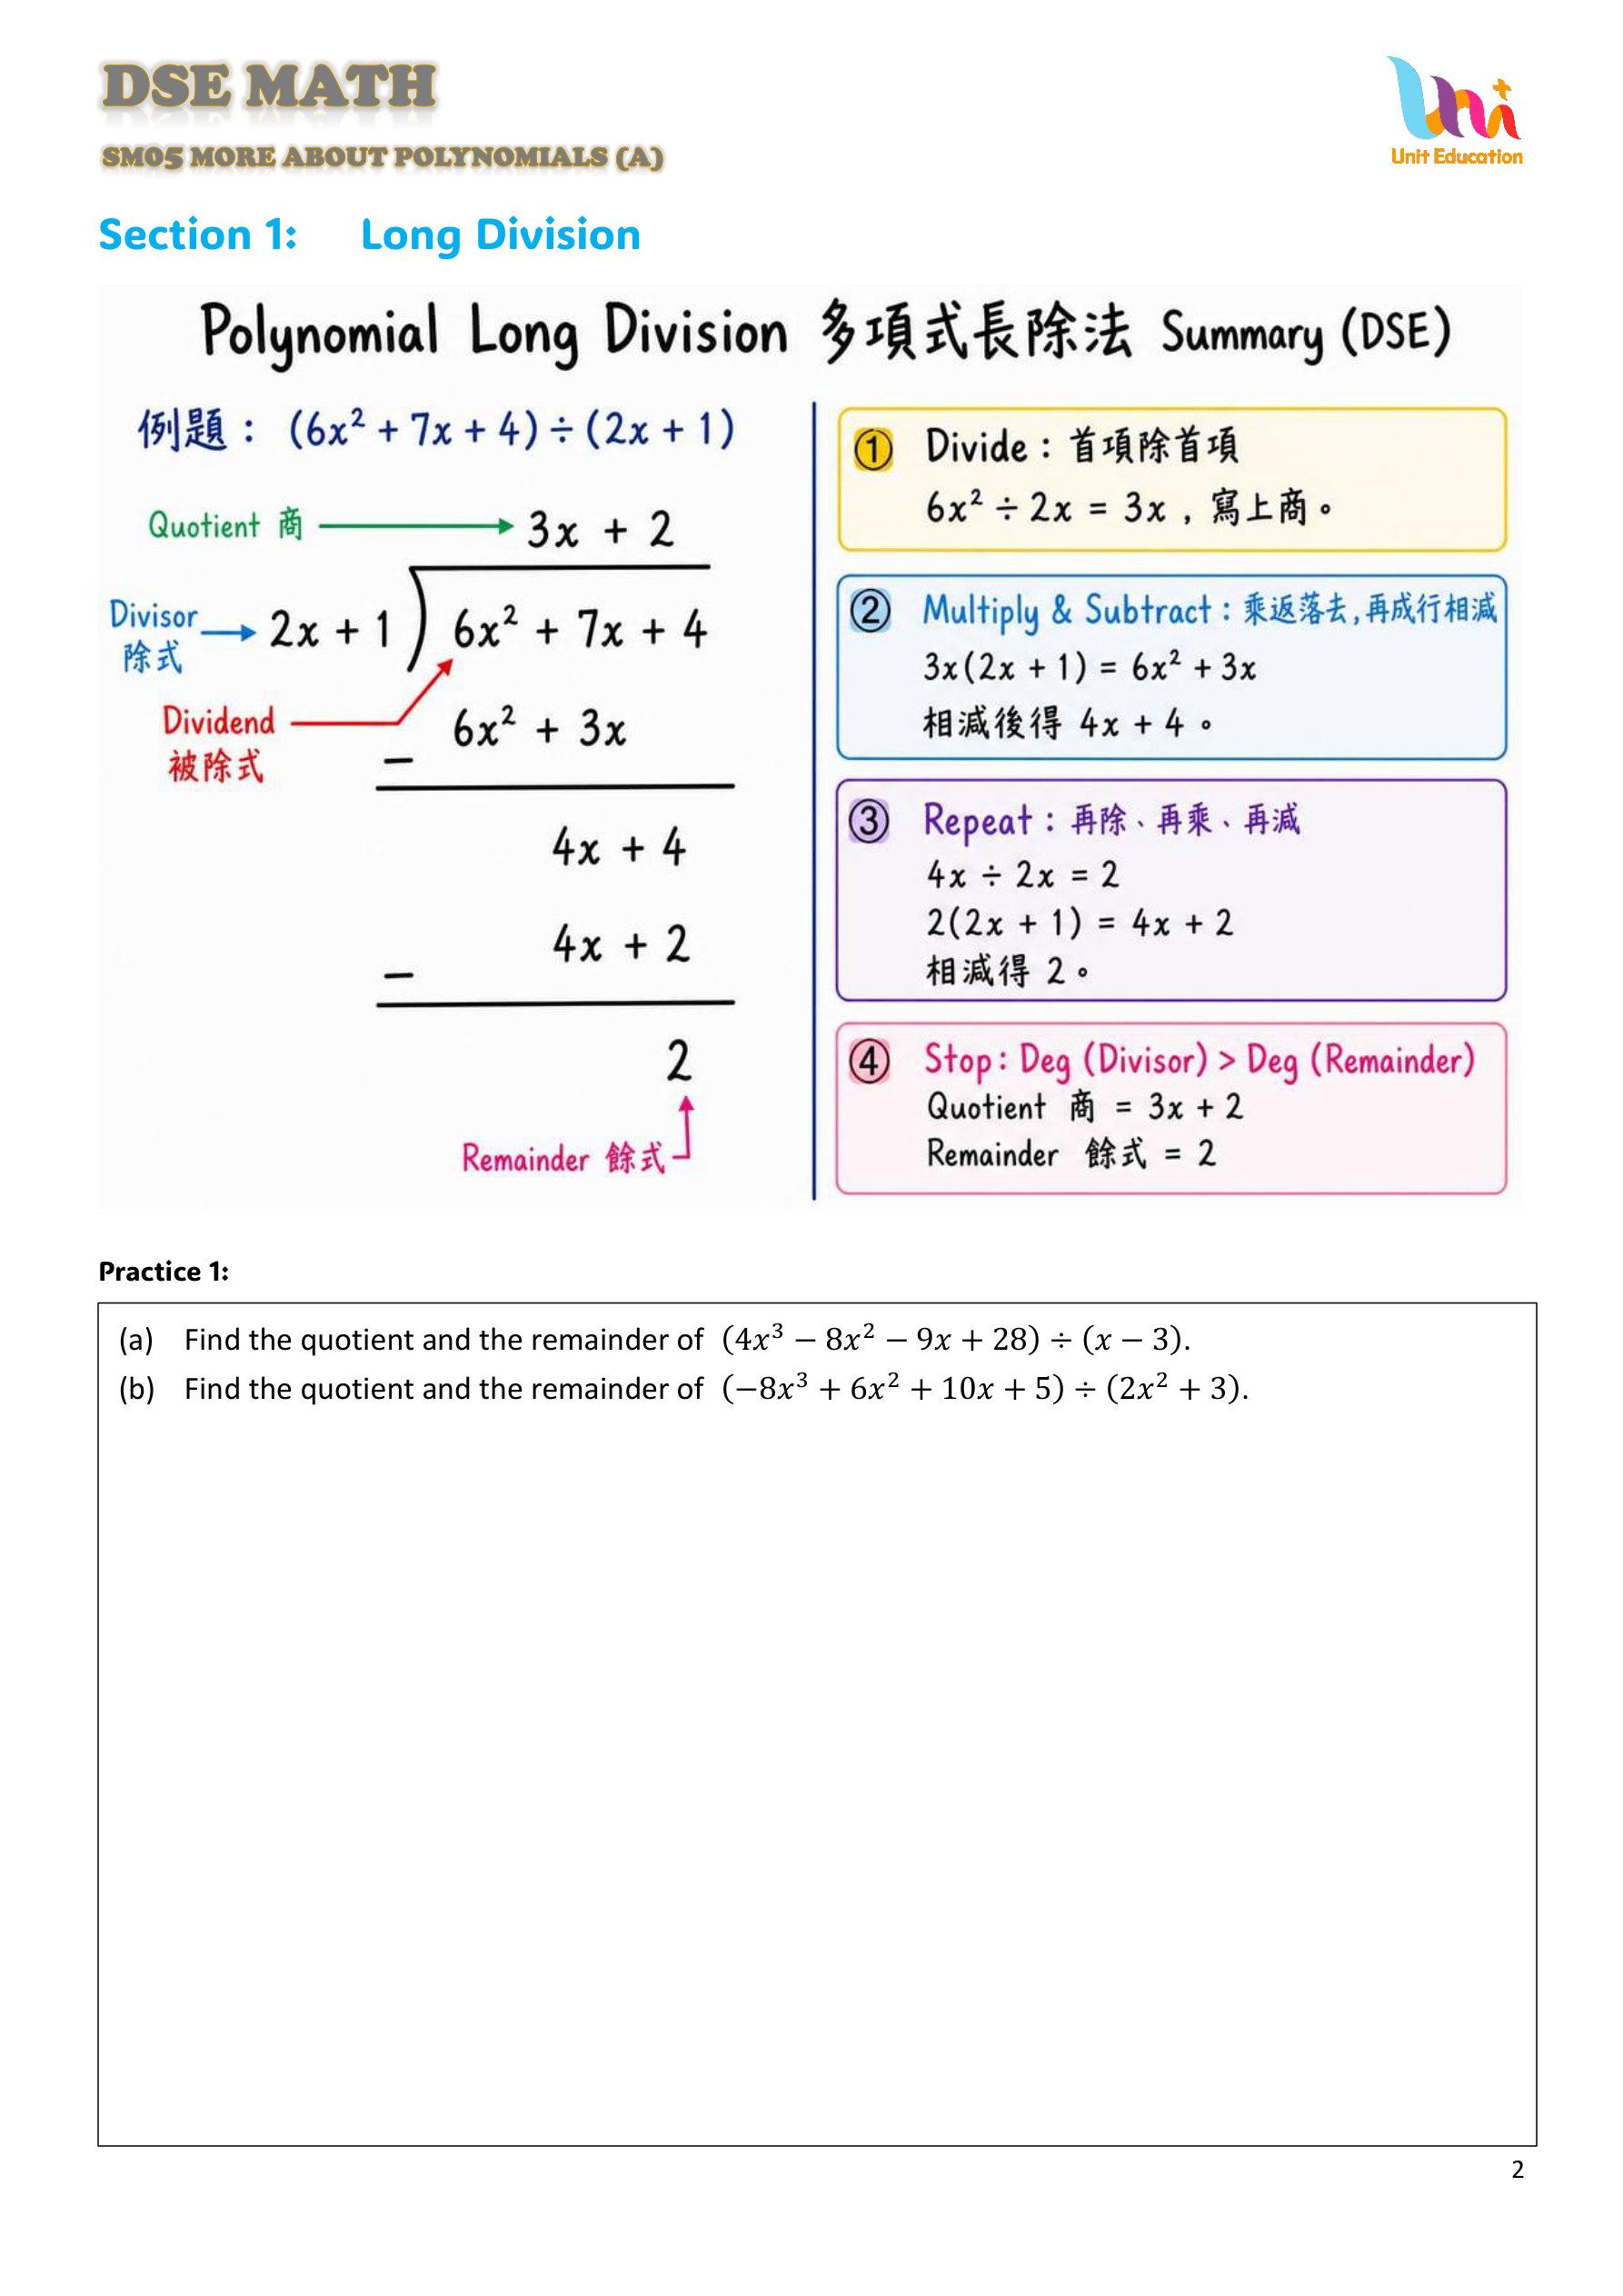 DSE MATH
SM05 MORE ABOUT POLYNOMIALS (A)
Uni+
Unit Education
Section 1: Long Division
Polynomial Long Division 多項式長除法 Summary (DSE)
例題： (6x² + 7x + 4) ÷ (2x + 1)
Quotient 商
3x + 2
Divisor
除式
2x + 1 ) 6x² + 7x + 4
Dividend
被除式
6x² + 3x
−
4x + 4
4x + 2
−
2
Remainder 餘式
① Divide：首項除首項
6x² ÷ 2x = 3x，寫上商。
② Multiply & Subtract：乘返落去,再成行相減
3x(2x + 1) = 6x² + 3x
相減後得 4x + 4。
③ Repeat：再除、再乘、再減
4x ÷ 2x = 2
2(2x + 1) = 4x + 2
相減得 2。
④ Stop: Deg (Divisor) > Deg (Remainder)
Quotient 商 = 3x + 2
Remainder 餘式 = 2
Practice 1:
(a) Find the quotient and the remainder of (4x³ − 8x² − 9x + 28) ÷ (x − 3).
(b) Find the quotient and the remainder of (−8x³ + 6x² + 10x + 5) ÷ (2x² + 3).
2